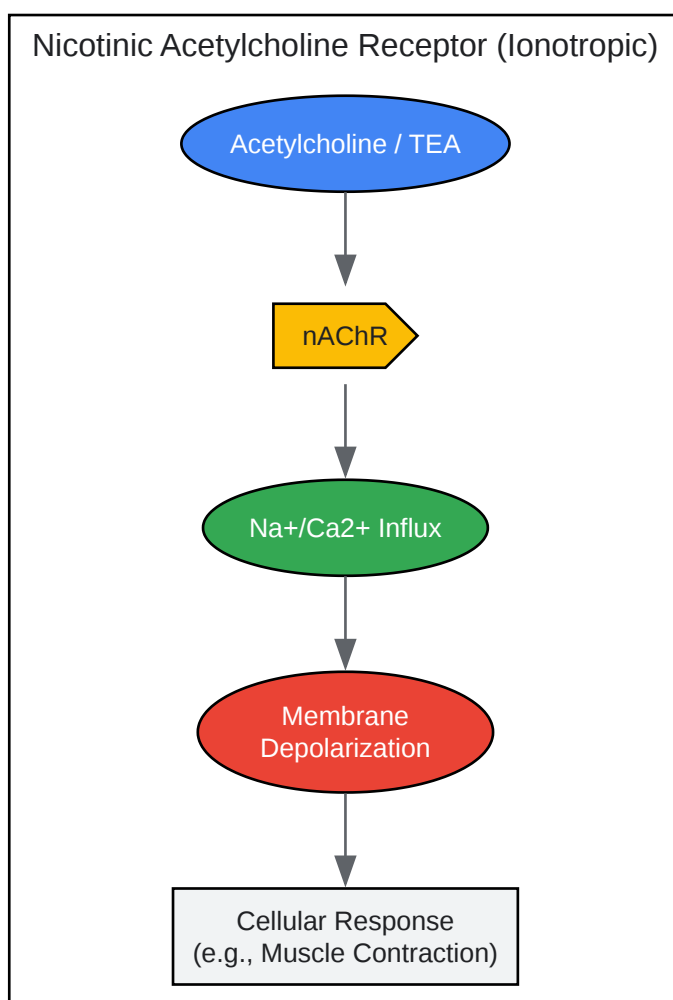 Nicotinic Acetylcholine Receptor (Ionotropic)
Acetylcholine / TEA
nAChR
Na+/Ca2+ Influx
Membrane
Depolarization
Cellular Response
(e.g., Muscle Contraction)